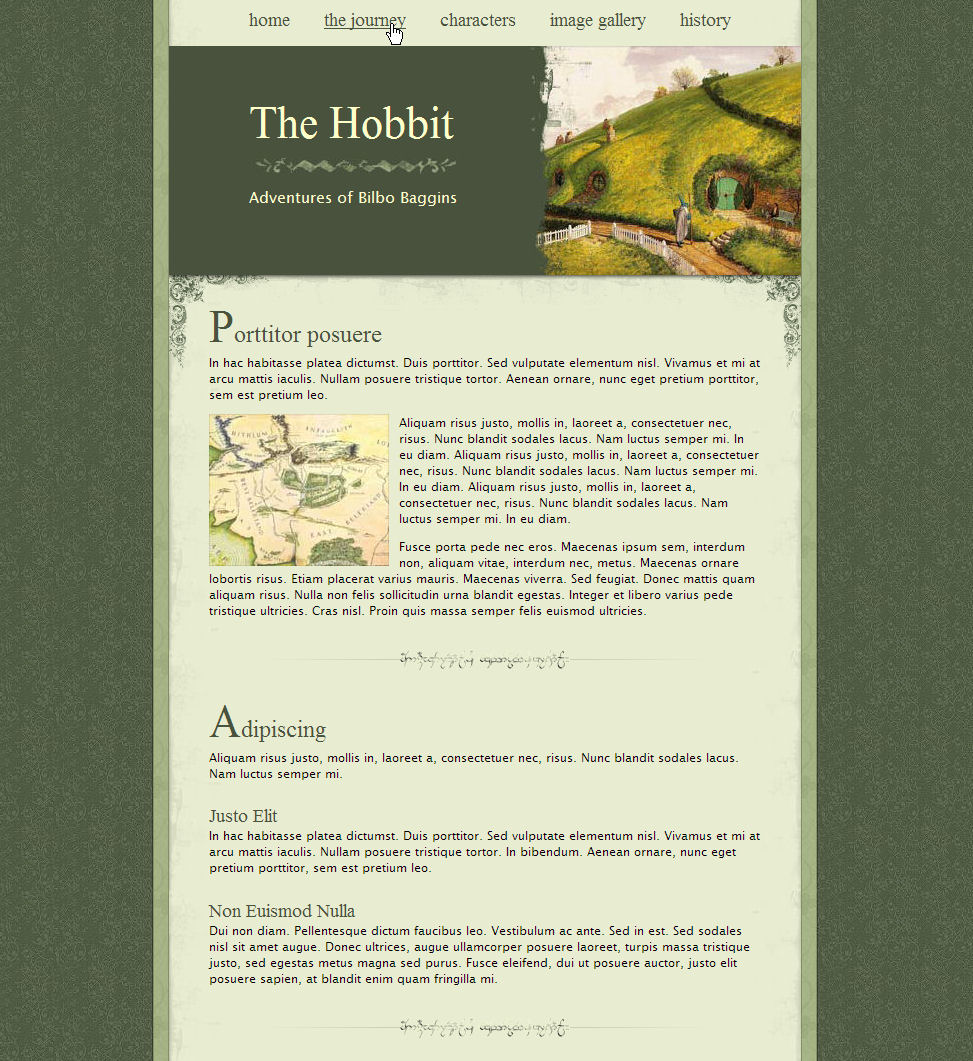 home the journey characters image gallery history
The Hobbit
Adventures of Bilbo Baggins
Porttitor posuere
In hac habitasse platea dictumst. Duis porttitor. Sed vulputate elementum nisl. Vivamus et mi at
arcu mattis iaculis. Nullam posuere tristique tortor. Aenean ornare, nunc eget pretium porttitor,
sem est pretium leo.
HITHLUM
EAST BELERIAND
Aliquam risus justo, mollis in, laoreet a, consectetuer nec,
risus. Nunc blandit sodales lacus. Nam luctus semper mi. In
eu diam. Aliquam risus justo, mollis in, laoreet a, consectetuer
nec, risus. Nunc blandit sodales lacus. Nam luctus semper mi.
In eu diam. Aliquam risus justo, mollis in, laoreet a,
consectetuer nec, risus. Nunc blandit sodales lacus. Nam
luctus semper mi. In eu diam.
Fusce porta pede nec eros. Maecenas ipsum sem, interdum
non, aliquam vitae, interdum nec, metus. Maecenas ornare
lobortis risus. Etiam placerat varius mauris. Maecenas viverra. Sed feugiat. Donec mattis quam
aliquam risus. Nulla non felis sollicitudin urna blandit egestas. Integer et libero varius pede
tristique ultricies. Cras nisl. Proin quis massa semper felis euismod ultricies.
Adipiscing
Aliquam risus justo, mollis in, laoreet a, consectetuer nec, risus. Nunc blandit sodales lacus.
Nam luctus semper mi.
Justo Elit
In hac habitasse platea dictumst. Duis porttitor. Sed vulputate elementum nisl. Vivamus et mi at
arcu mattis iaculis. Nullam posuere tristique tortor. In bibendum. Aenean ornare, nunc eget
pretium porttitor, sem est pretium leo.
Non Euismod Nulla
Dui non diam. Pellentesque dictum faucibus leo. Vestibulum ac ante. Sed in est. Sed sodales
nisl sit amet augue. Donec ultrices, augue ullamcorper posuere laoreet, turpis massa tristique
justo, sed egestas metus magna sed purus. Fusce eleifend, dui ut posuere auctor, justo elit
posuere sapien, at blandit enim quam fringilla mi.